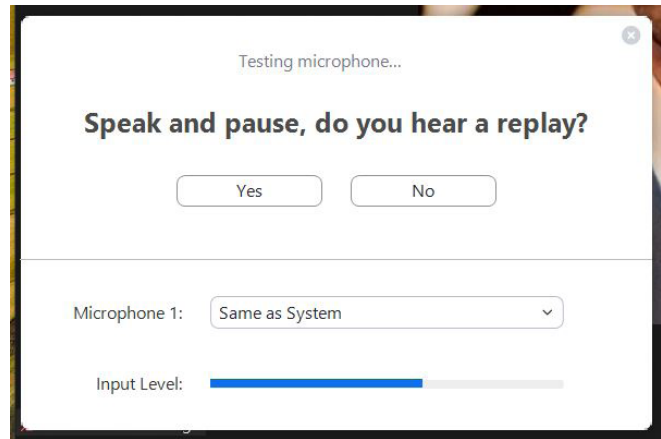 Testing microphone...
Speak and pause, do you hear a replay?
Yes
No
Microphone 1:
Same as System
Input Level: